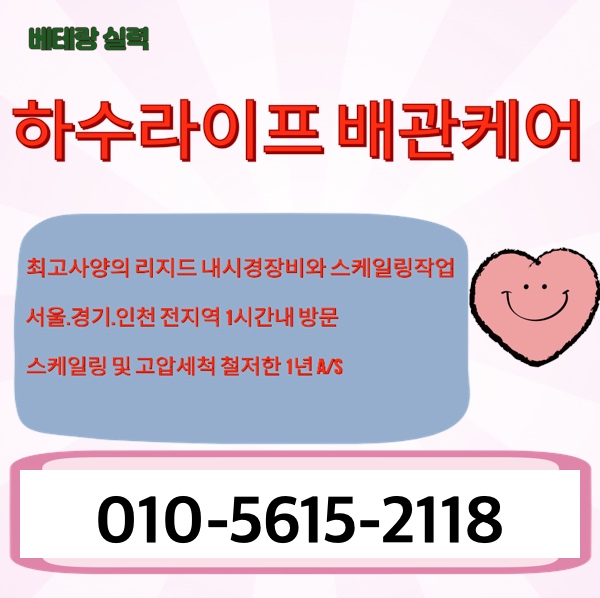 베테랑 실력
하수라이프 배관케어
최고사양의 리지드 내시경장비와 스케일링작업
서울.경기.인천 전지역 1시간내 방문
스케일링 및 고압세척 철저한 1년 A/S
010-5615-2118